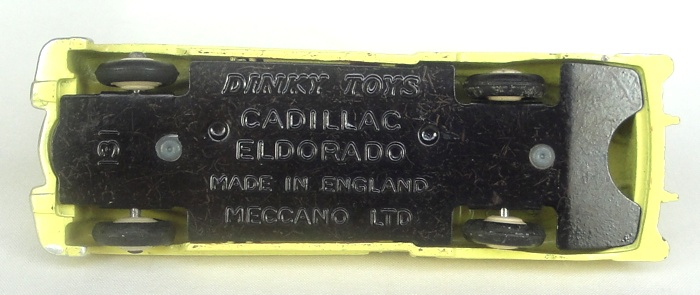 DINKY TOYS
CADILLAC
ELDORADO
MADE IN ENGLAND
MECCANO LTD
131